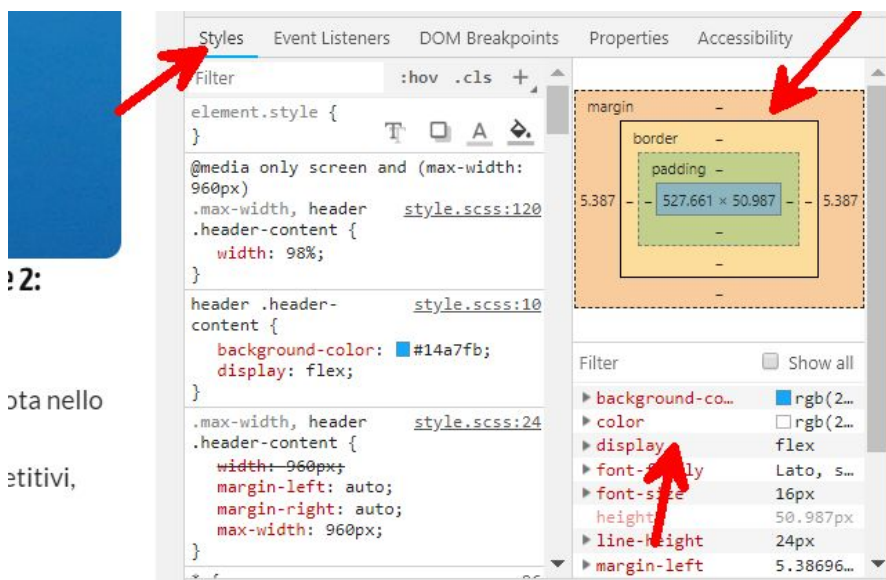 Styles Event Listeners DOM Breakpoints Properties Accessibility
Filter :hov .cls +
element.style {
}
@media only screen and (max-width:
960px)
.max-width, header style.scss:120
.header-content {
width: 98%;
}
header .header- style.scss:10
content {
background-color: #14a7fb;
display: flex;
}
.max-width, header style.scss:24
.header-content {
width: 960px;
margin-left: auto;
margin-right: auto;
max-width: 960px;
}
margin –
border –
padding –
5.387 – – 527.661 × 50.987 – – 5.387
–
–
–
Filter Show all
background-co… rgb(2…
color rgb(2…
display flex
Lato, s…
font-size 16px
height 50.987px
line-height 24px
margin-left 5.38696…
2:
ota nello
etitivi,